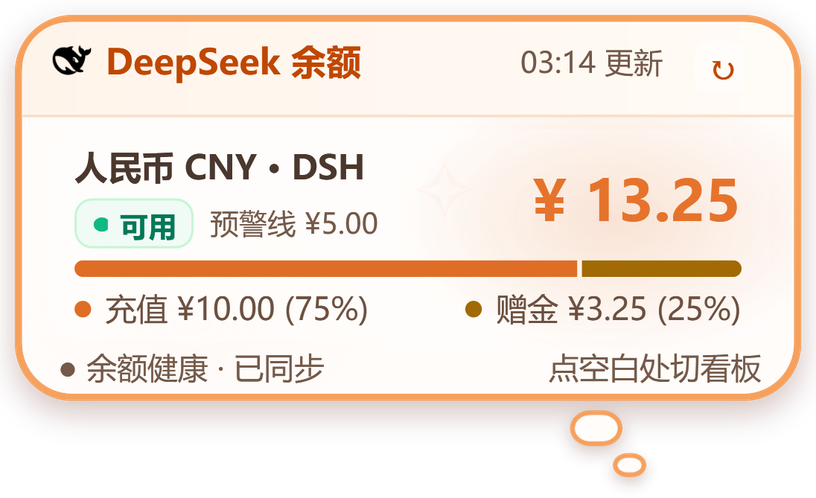 DeepSeek 余额 03:14 更新 ↻
人民币 CNY • DSH
¥ 13.25
可用 预警线 ¥5.00
充值 ¥10.00 (75%) 赠金 ¥3.25 (25%)
余额健康 · 已同步 点空白处切看板